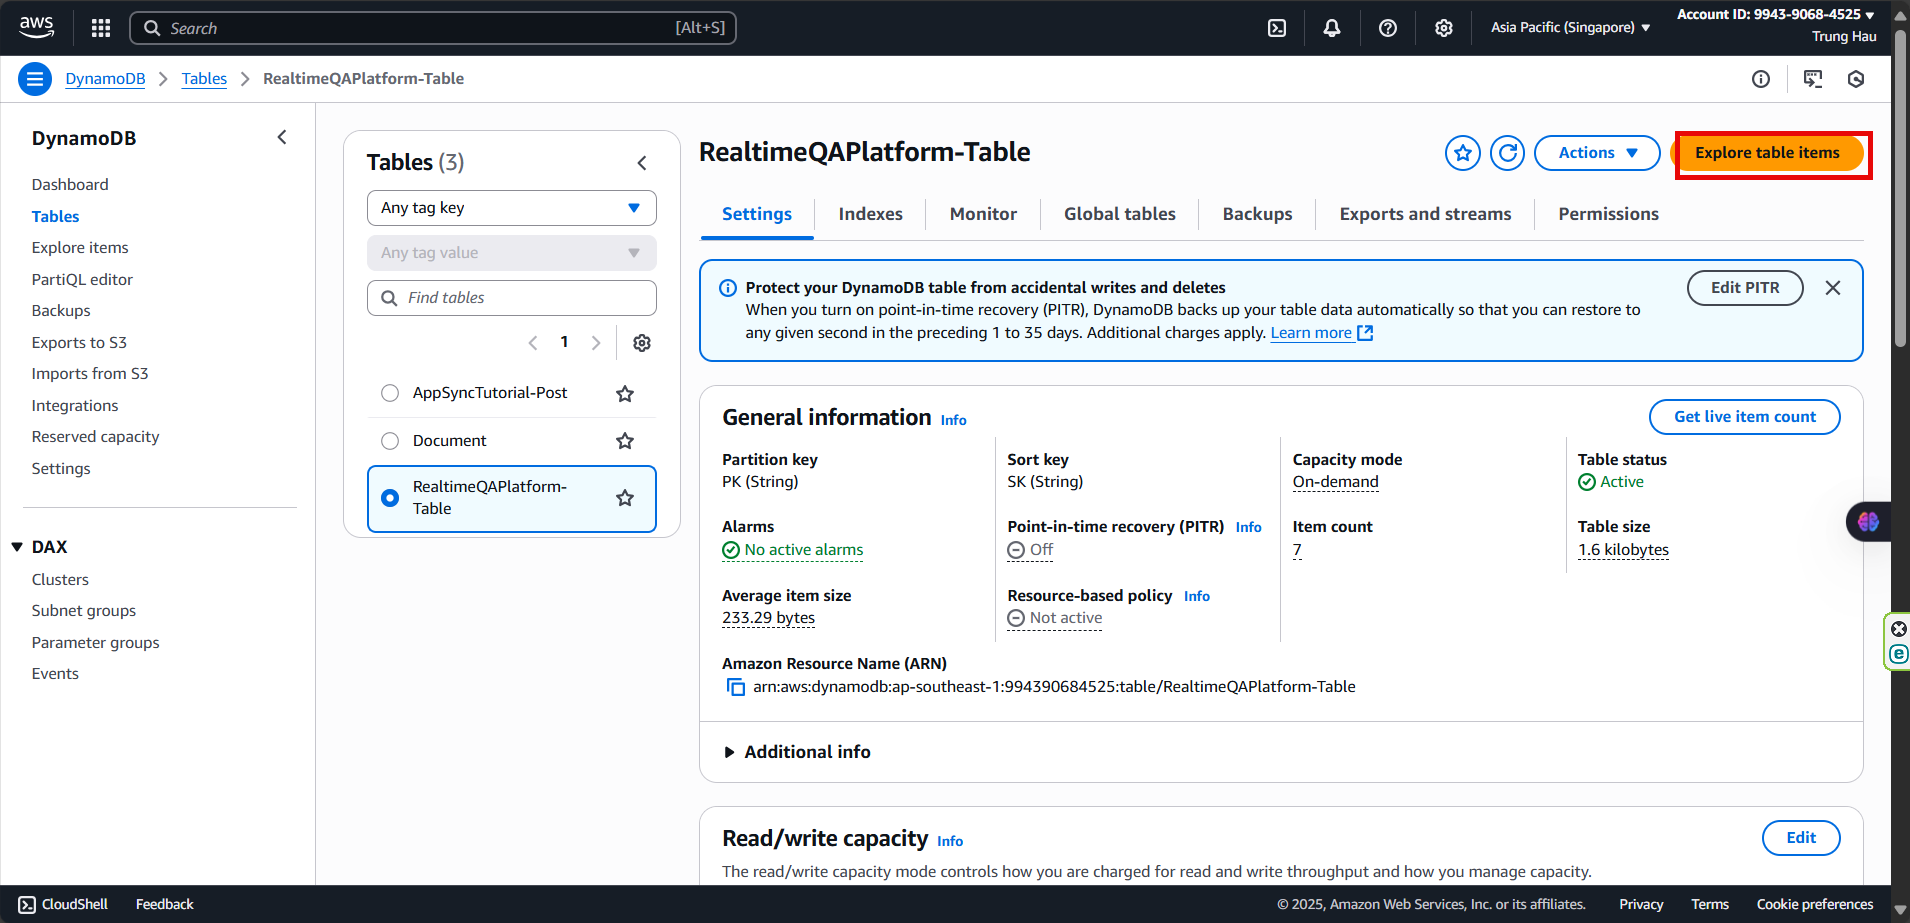 aws
Search
[Alt+S]
Asia Pacific (Singapore)
Account ID: 9943-9068-4525
Trung Hau
DynamoDB
Tables
RealtimeQAPlatform-Table
DynamoDB
Dashboard
Tables
Explore items
PartiQL editor
Backups
Exports to S3
Imports from S3
Integrations
Reserved capacity
Settings
DAX
Clusters
Subnet groups
Parameter groups
Events
Tables (3)
Any tag key
Any tag value
Find tables
1
AppSyncTutorial-Post
Document
RealtimeQAPlatform-
Table
RealtimeQAPlatform-Table
Actions
Explore table items
Settings
Indexes
Monitor
Global tables
Backups
Exports and streams
Permissions
Protect your DynamoDB table from accidental writes and deletes
When you turn on point-in-time recovery (PITR), DynamoDB backs up your table data automatically so that you can restore to
any given second in the preceding 1 to 35 days. Additional charges apply. Learn more
Edit PITR
General information Info
Get live item count
Partition key
PK (String)
Sort key
SK (String)
Capacity mode
On-demand
Table status
Active
Alarms
No active alarms
Point-in-time recovery (PITR) Info
Off
Item count
7
Table size
1.6 kilobytes
Average item size
233.29 bytes
Resource-based policy Info
Not active
Amazon Resource Name (ARN)
arn:aws:dynamodb:ap-southeast-1:994390684525:table/RealtimeQAPlatform-Table
Additional info
Read/write capacity Info
Edit
The read/write capacity mode controls how you are charged for read and write throughput and how you manage capacity.
CloudShell
Feedback
© 2025, Amazon Web Services, Inc. or its affiliates.
Privacy
Terms
Cookie preferences